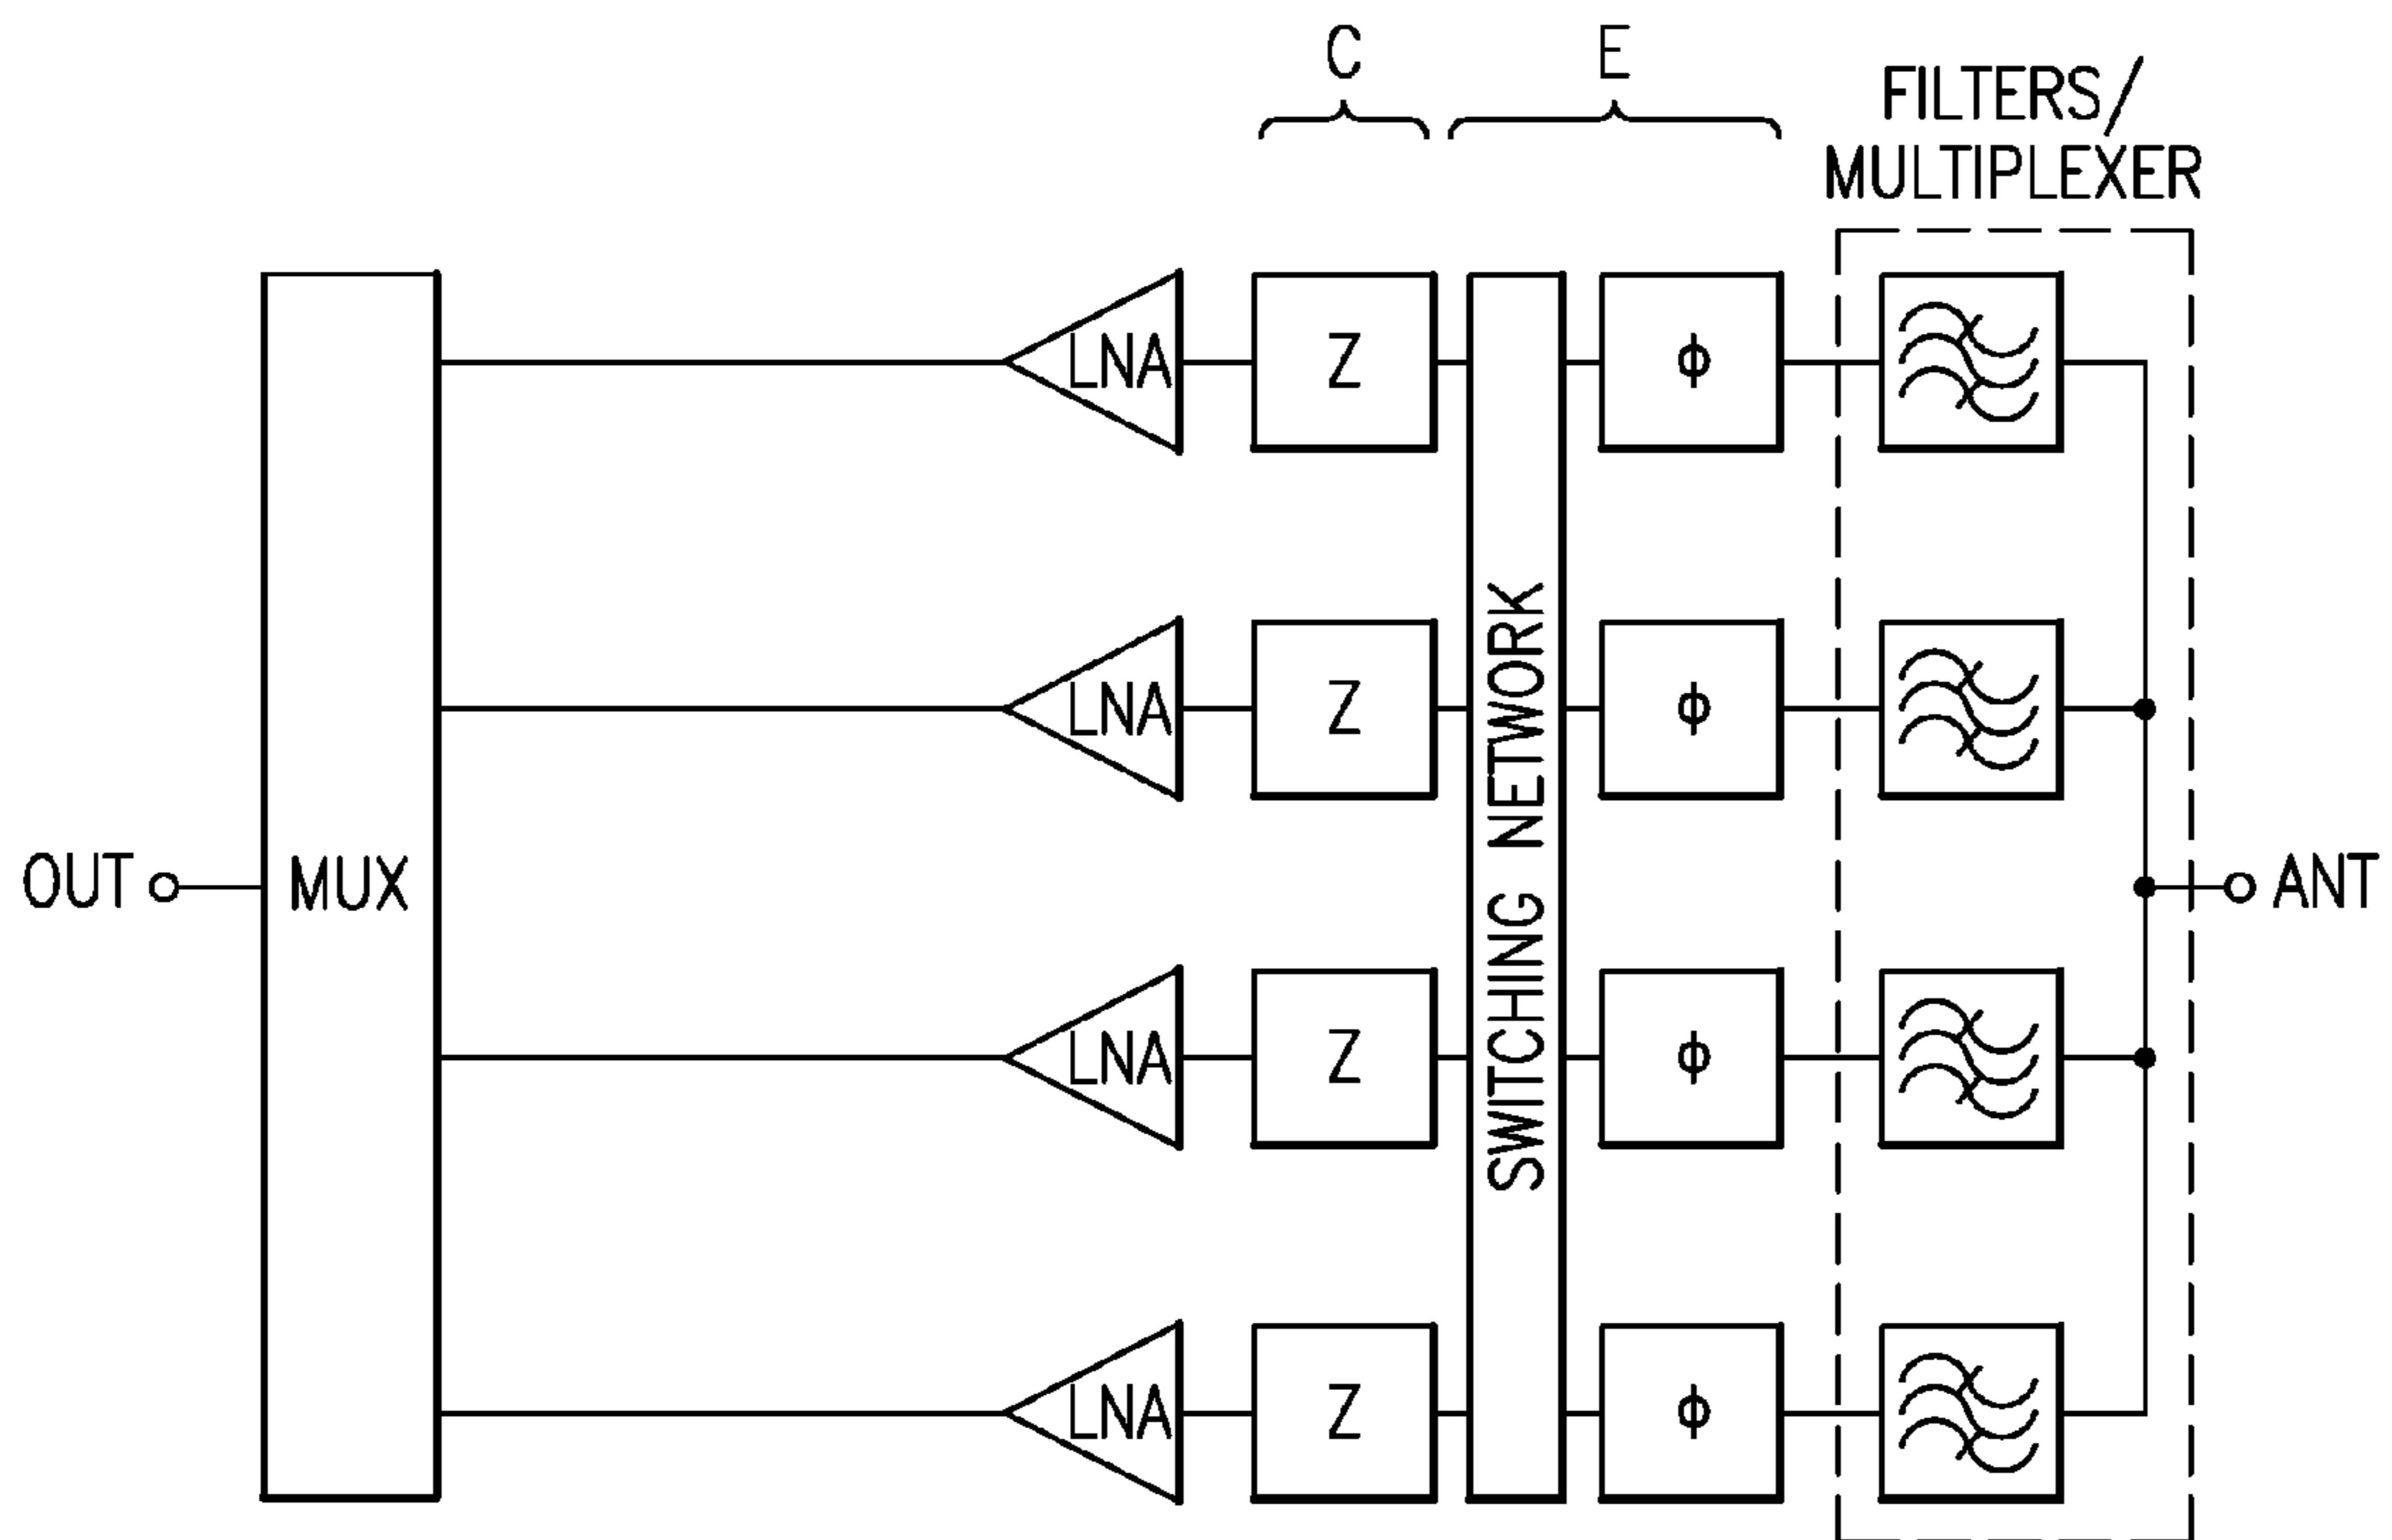 C
E
FILTERS/
MULTIPLEXER
LNA
Z
φ
LNA
Z
φ
OUT
MUX
SWITCHING NETWORK
ANT
LNA
Z
φ
LNA
Z
φ